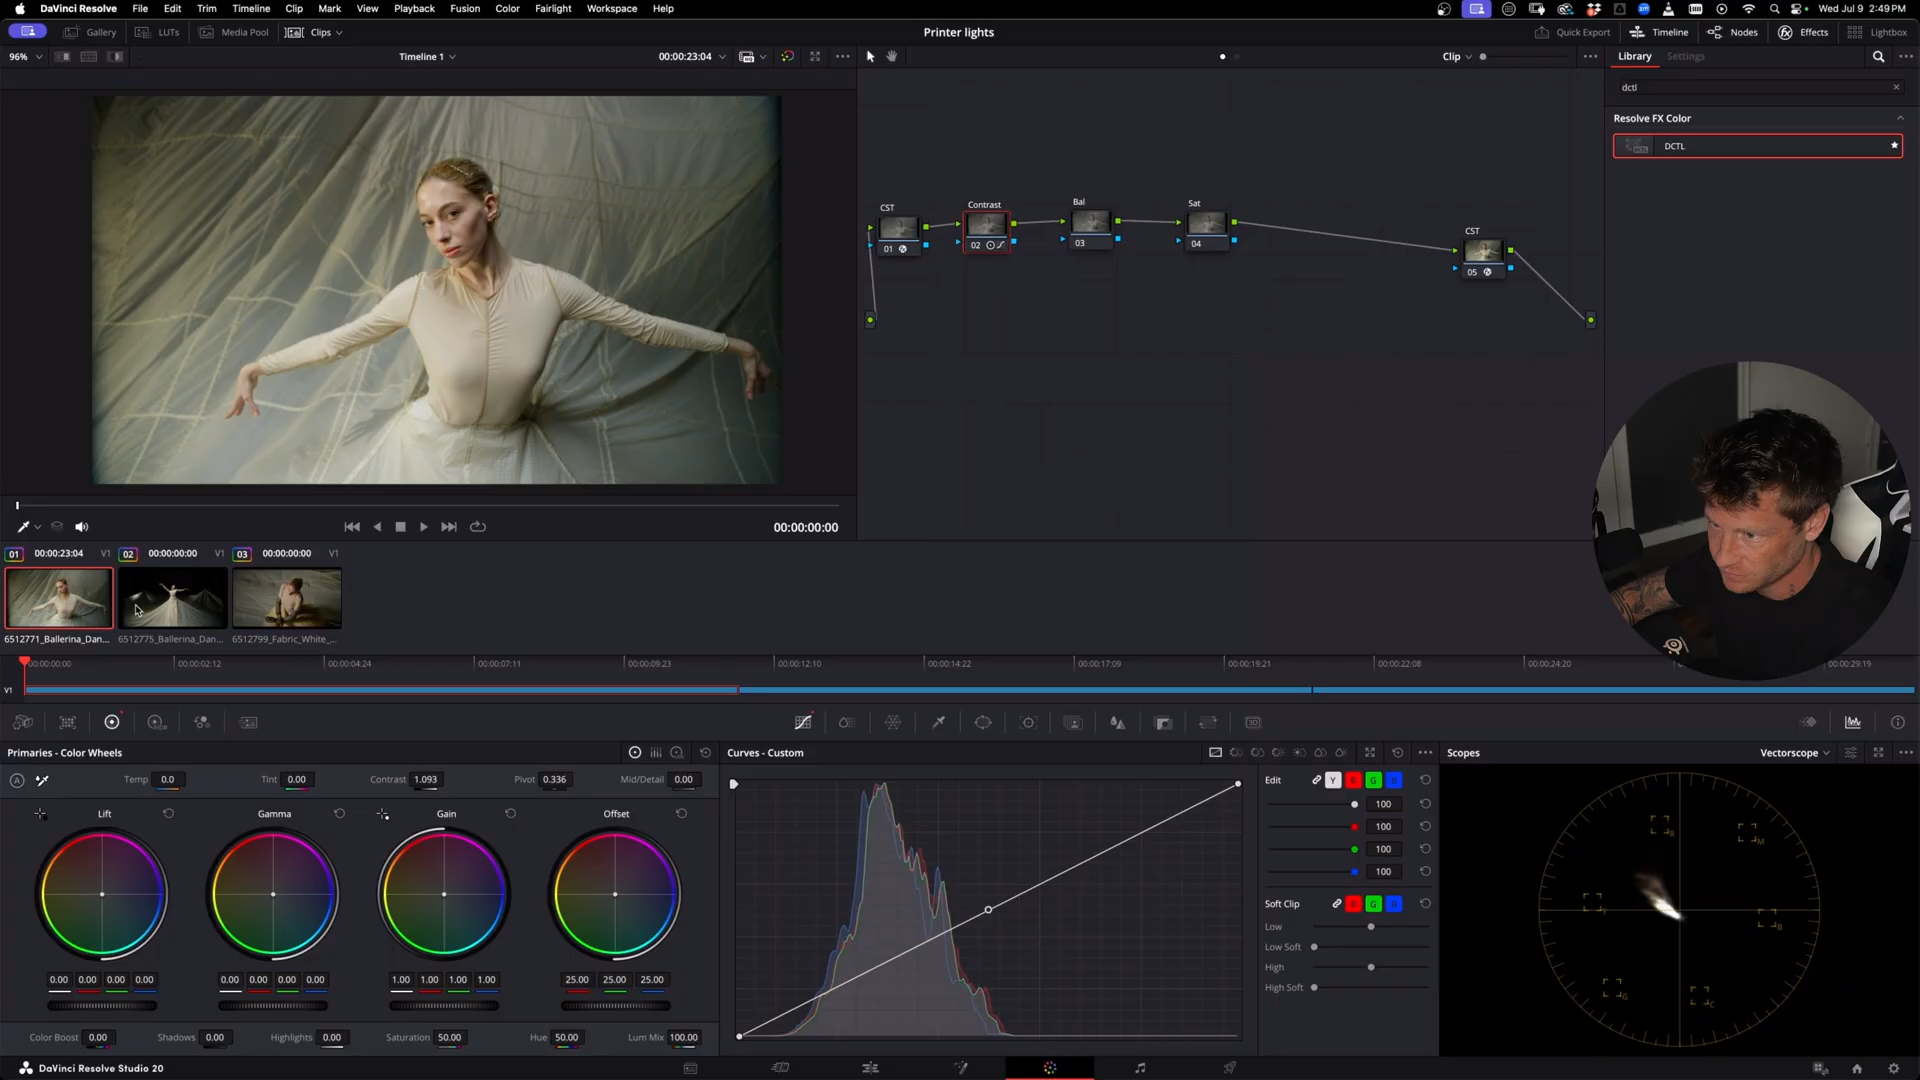 DaVinci Resolve File Edit Trim Timeline Clip Mark View Playback Fusion Color Fairlight Workspace Help
Wed Jul 9 2:49 PM
Gallery LUTs Media Pool Clips
Printer lights
Quick Export Timeline Nodes Effects Lightbox
96%
Timeline 1
00:00:23:04
Clip
Library Settings
dctl
Resolve FX Color
DCTL
CST
Contrast
Bal
Sat
CST
01
02
03
04
05
00:00:00:00
01 00:00:23:04 V1
02 00:00:00:00 V1
03 00:00:00:00 V1
6512771_Ballerina_Dan...
6512775_Ballerina_Dan...
6512799_Fabric_White_...
00:00:00:00 00:00:02:12 00:00:04:24 00:00:07:11 00:00:09:23 00:00:12:10 00:00:14:22 00:00:17:09 00:00:19:21 00:00:22:08 00:00:24:20 00:00:29:19
V1
Primaries - Color Wheels
Temp 0.0 Tint 0.00 Contrast 1.093 Pivot 0.336 Mid/Detail 0.00
Lift Gamma Gain Offset
0.00 0.00 0.00 0.00
0.00 0.00 0.00 0.00
1.00 1.00 1.00 1.00
25.00 25.00 25.00
Color Boost 0.00 Shadows 0.00 Highlights 0.00 Saturation 50.00 Hue 50.00 Lum Mix 100.00
Curves - Custom
Edit Y R G B
100
100
100
100
Soft Clip R G B
Low
Low Soft
High
High Soft
Scopes
Vectorscope
R
M
Y
B
G
C
DaVinci Resolve Studio 20